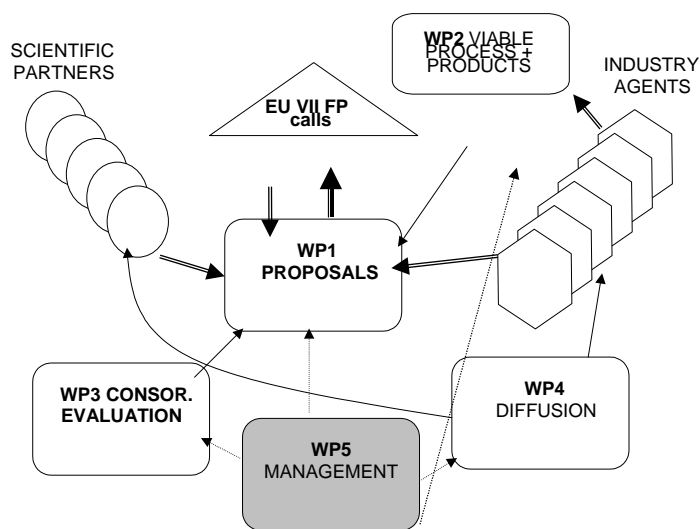 SCIENTIFIC
PARTNERS
WP2 VIABLE
PROCESS +
PRODUCTS
INDUSTRY
AGENTS
EU VII FP
calls
WP1
PROPOSALS
WP3 CONSOR.
EVALUATION
WP4
DIFFUSION
WP5
MANAGEMENT